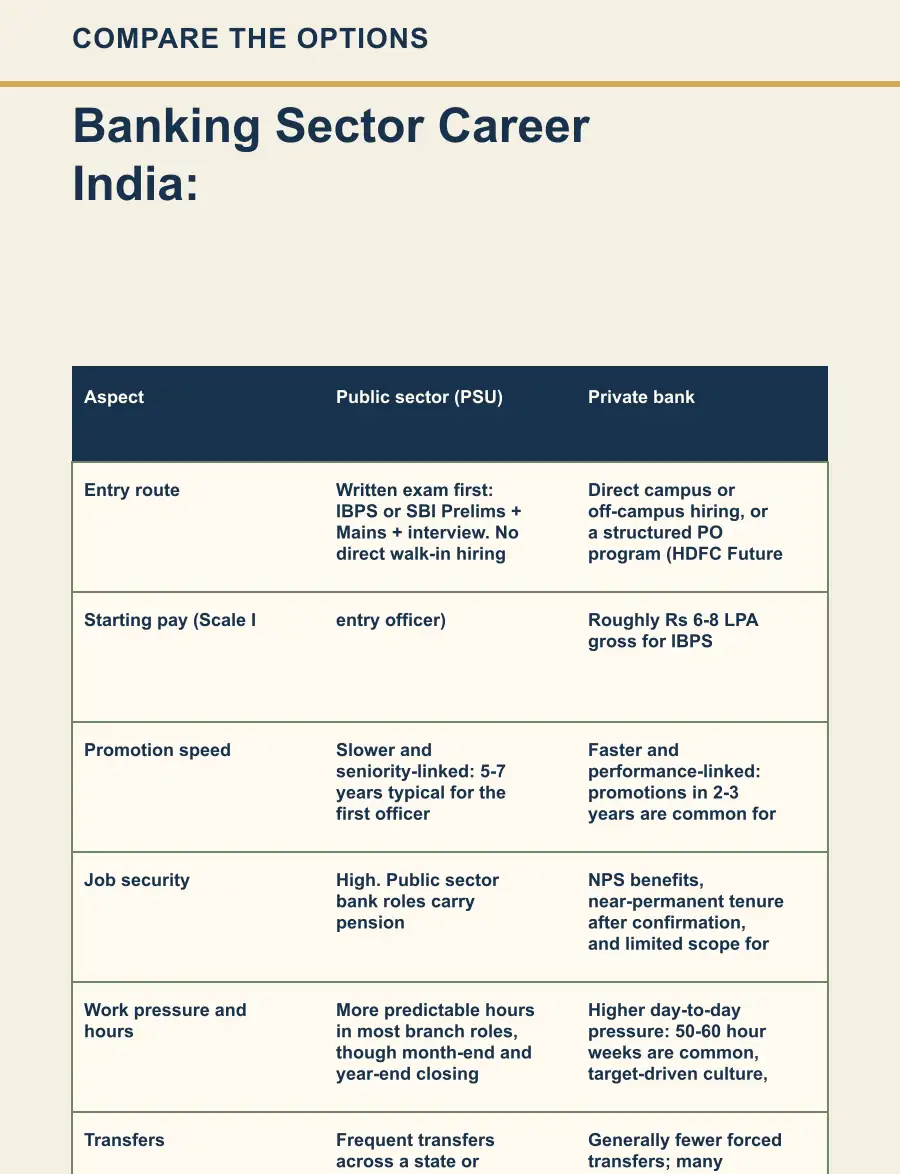 COMPARE THE OPTIONS
Banking Sector Career
India:
Aspect
Public sector (PSU)
Private bank
Entry route
Written exam first:
IBPS or SBI Prelims +
Mains + interview. No
direct walk-in hiring
Direct campus or
off-campus hiring, or
a structured PO
program (HDFC Future
Starting pay (Scale I
entry officer)
Roughly Rs 6-8 LPA
gross for IBPS
Promotion speed
Slower and
seniority-linked: 5-7
years typical for the
first officer
Faster and
performance-linked:
promotions in 2-3
years are common for
Job security
High. Public sector
bank roles carry
pension
NPS benefits,
near-permanent tenure
after confirmation,
and limited scope for
Work pressure and
hours
More predictable hours
in most branch roles,
though month-end and
year-end closing
Higher day-to-day
pressure: 50-60 hour
weeks are common,
target-driven culture,
Transfers
Frequent transfers
across a state or
Generally fewer forced
transfers; many